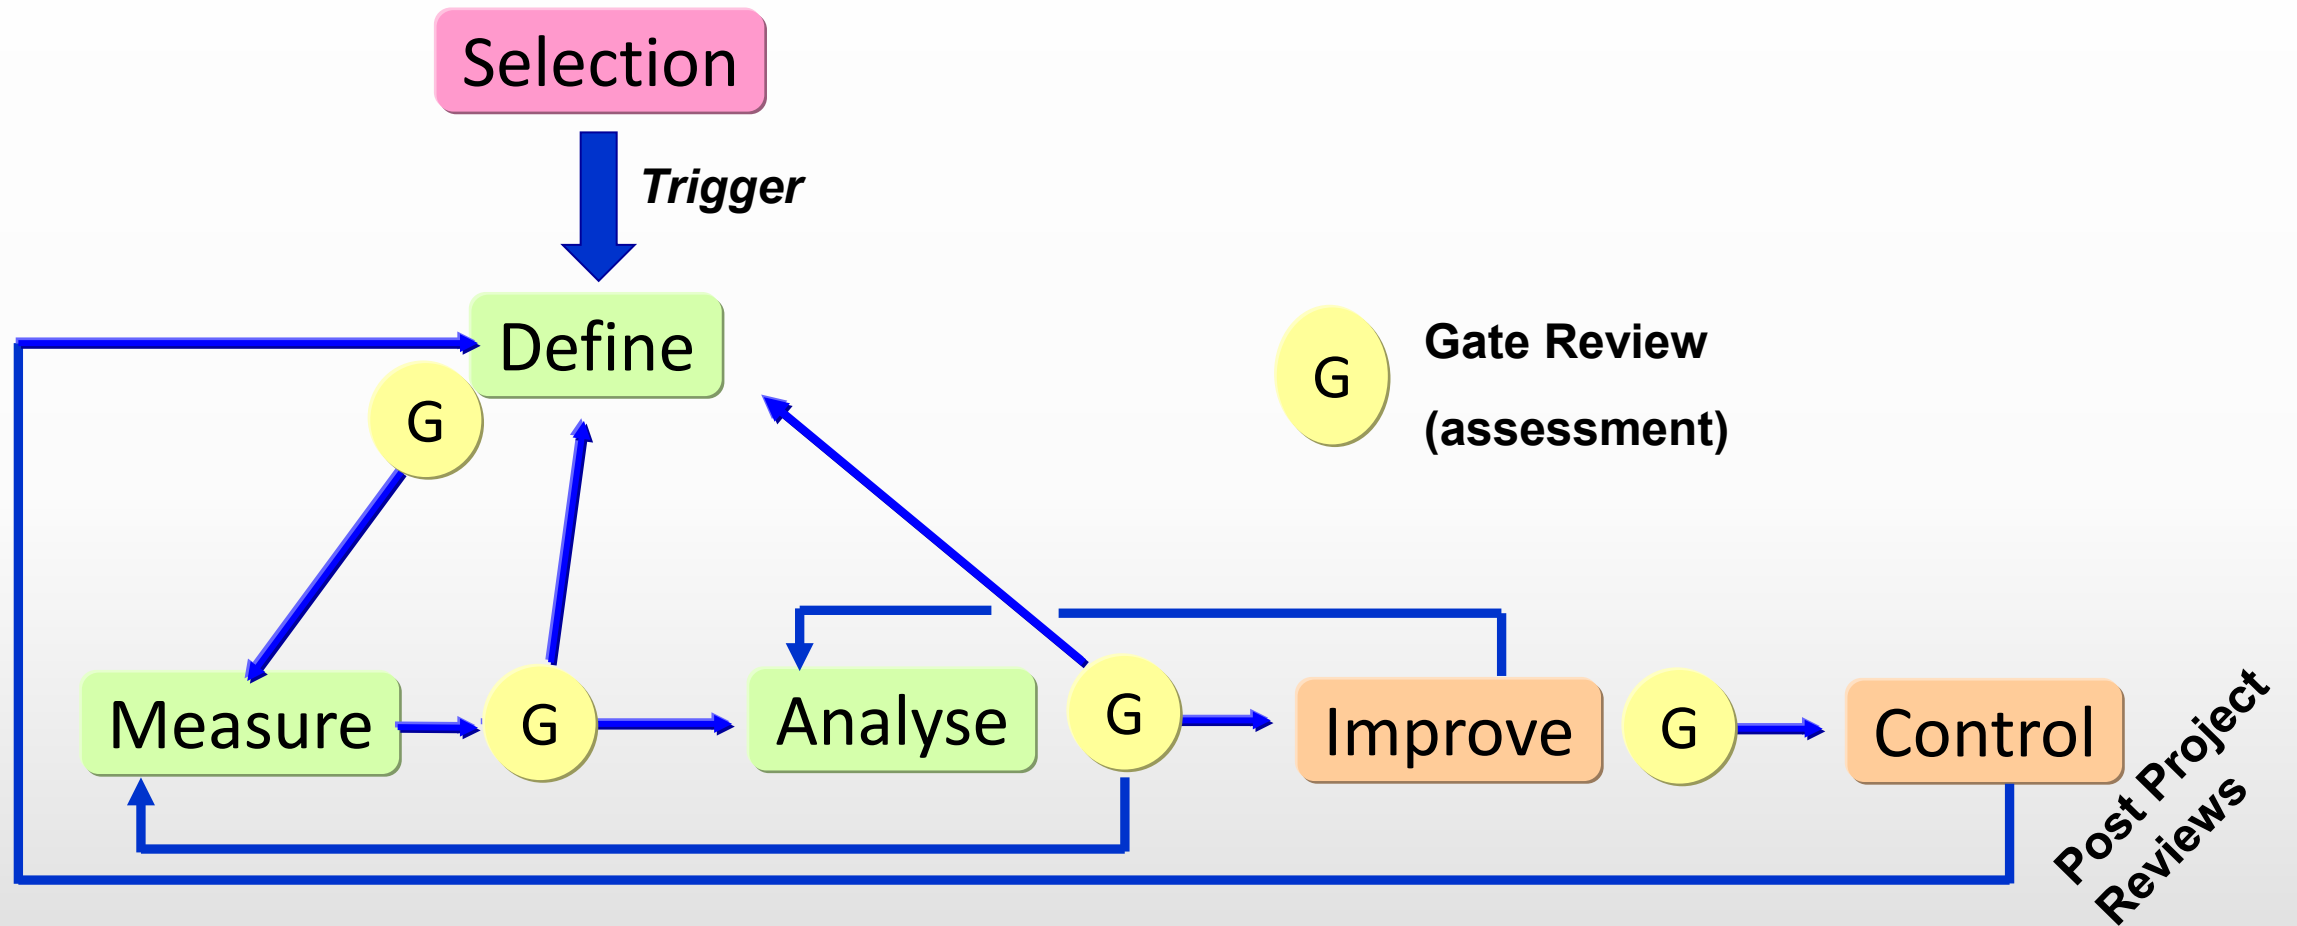 Selection
Trigger
Define
G
G
Gate Review
(assessment)
Measure
G
Analyse
G
Improve
G
Control
Post Project
Reviews